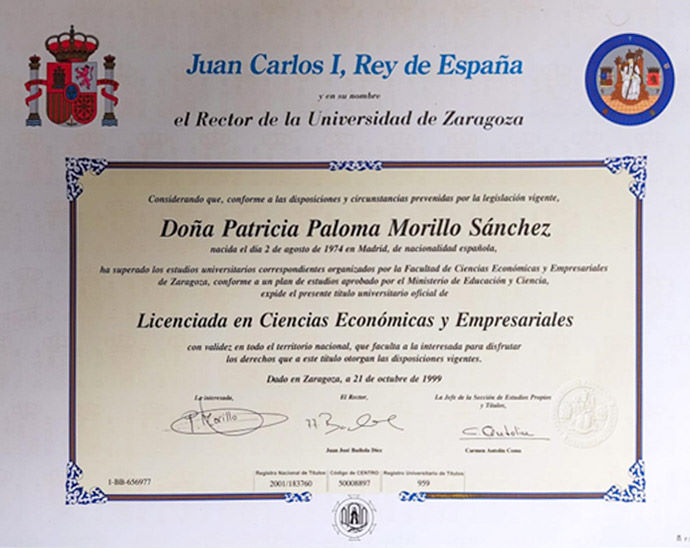 Juan Carlos I, Rey de España
y en su nombre
el Rector de la Universidad de Zaragoza
Considerando que, conforme a las disposiciones y circunstancias prevenidas por la legislación vigente,
Doña Patricia Paloma Morillo Sánchez
nacida el día 2 de agosto de 1974 en Madrid, de nacionalidad española,
ha superado los estudios universitarios correspondientes organizados por la Facultad de Ciencias Económicas y Empresariales
de Zaragoza, conforme a un plan de estudios aprobado por el Ministerio de Educación y Ciencia,
expide el presente título universitario oficial de
Licenciada en Ciencias Económicas y Empresariales
con validez en todo el territorio nacional, que faculta a la interesada para disfrutar
los derechos que a este título otorgan las disposiciones vigentes.
Dado en Zaragoza, a 21 de octubre de 1999
La interesada, El Rector, La Jefe de la Sección de Estudios Propios
y Títulos,
P. Morillo
Juan José Badiola Díez Carmen Antolín Coma
Registro Nacional de Títulos Código de CENTRO Registro Universitario de Títulos
1-BB-656977 2001/183760 50008897 959